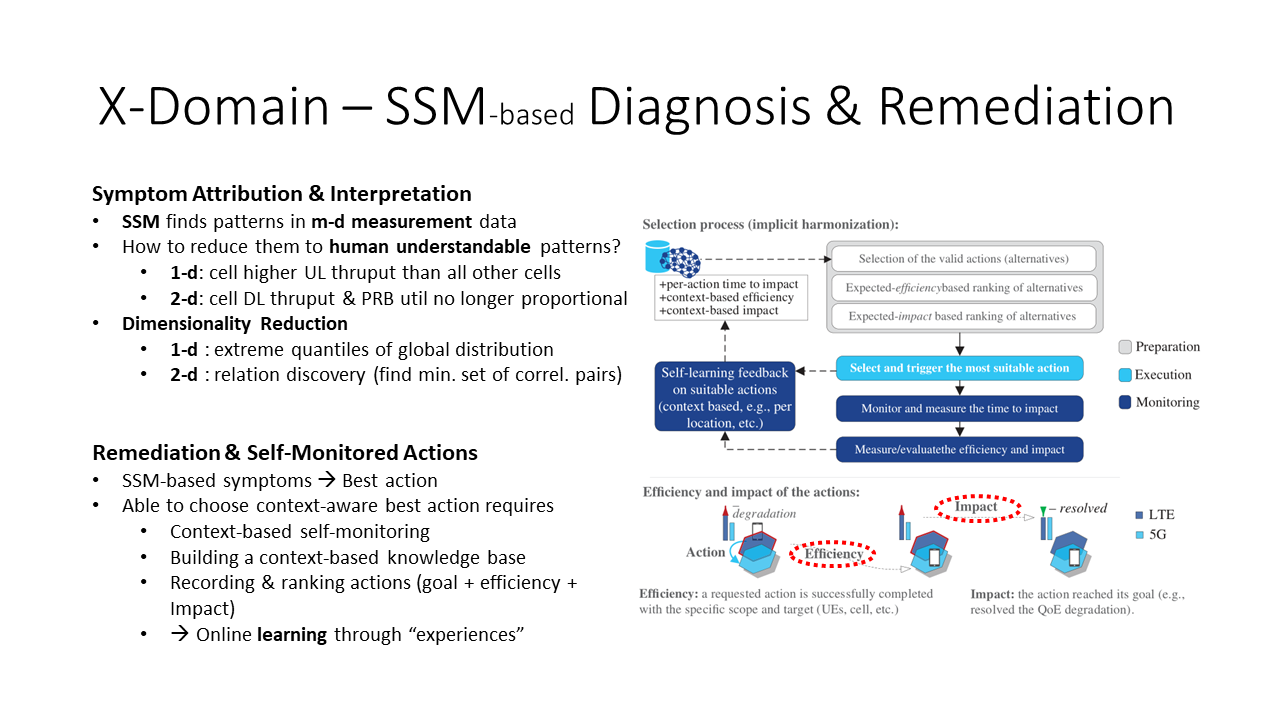 X-Domain – SSM-based Diagnosis & Remediation
Symptom Attribution & Interpretation
• SSM finds patterns in m-d measurement data
• How to reduce them to human understandable patterns?
• 1-d: cell higher UL thruput than all other cells
• 2-d: cell DL thruput & PRB util no longer proportional
• Dimensionality Reduction
• 1-d : extreme quantiles of global distribution
• 2-d : relation discovery (find min. set of correl. pairs)
Remediation & Self-Monitored Actions
• SSM-based symptoms → Best action
• Able to choose context-aware best action requires
• Context-based self-monitoring
• Building a context-based knowledge base
• Recording & ranking actions (goal + efficiency +
Impact)
• → Online learning through “experiences”
Selection process (implicit harmonization):
+per-action time to impact
+context-based efficiency
+context-based impact
Selection of the valid actions (alternatives)
Expected-efficiencybased ranking of alternatives
Expected-impact based ranking of alternatives
Self-learning feedback
on suitable actions
(context based, e.g., per
location, etc.)
Select and trigger the most suitable action
Monitor and measure the time to impact
Measure/evaluatethe efficiency and impact
Preparation
Execution
Monitoring
Efficiency and impact of the actions:
– degradation
Action
Efficiency
Impact
– resolved
LTE
5G
Efficiency: a requested action is successfully completed
with the specific scope and target (UEs, cell, etc.)
Impact: the action reached its goal (e.g.,
resolved the QoE degradation).